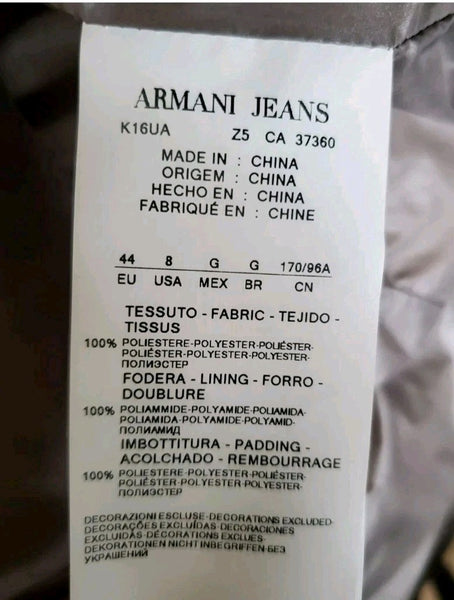 ARMANI JEANS
K16UA Z5 CA 37360
MADE IN : CHINA
ORIGEM : CHINA
HECHO EN : CHINA
FABRIQUÉ EN : CHINE
44 8 G G 170/96A
EU USA MEX BR CN
TESSUTO - FABRIC - TEJIDO -
TISSUS
100% POLIESTERE-POLYESTER-POLIÉSTER-
POLIÉSTER-POLYESTER-POLYESTER-
ПОЛИЭСТЕР
FODERA - LINING - FORRO -
DOUBLURE
100% POLIAMMIDE-POLYAMIDE-POLIAMIDA-
POLIAMIDA-POLYAMIDE-POLYAMID-
ПОЛИАМИД
IMBOTTITURA - PADDING -
ACOLCHADO - REMBOURRAGE
100% POLIESTERE-POLYESTER-POLIÉSTER-
POLIÉSTER-POLYESTER-POLYESTER-
ПОЛИЭСТЕР
DECORAZIONI ESCLUSE-DECORATIONS EXCLUDED-
DECORAÇÕES EXCLUÍDAS-DECORACIONES
EXCLUIDAS-DÉCORATIONS EXCLUES-
DEKORATIONEN NICHT INBEGRIFFEN-БЕЗ
УКРАШЕНИЙ